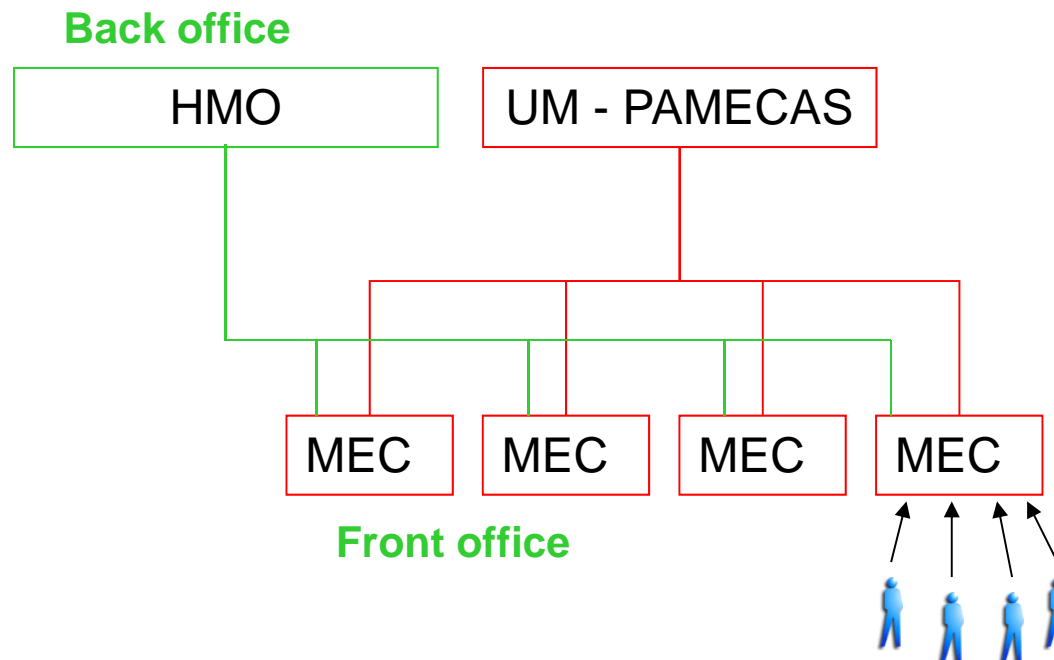 Back office
HMO
UM - PAMECAS
MEC
MEC
MEC
MEC
Front office